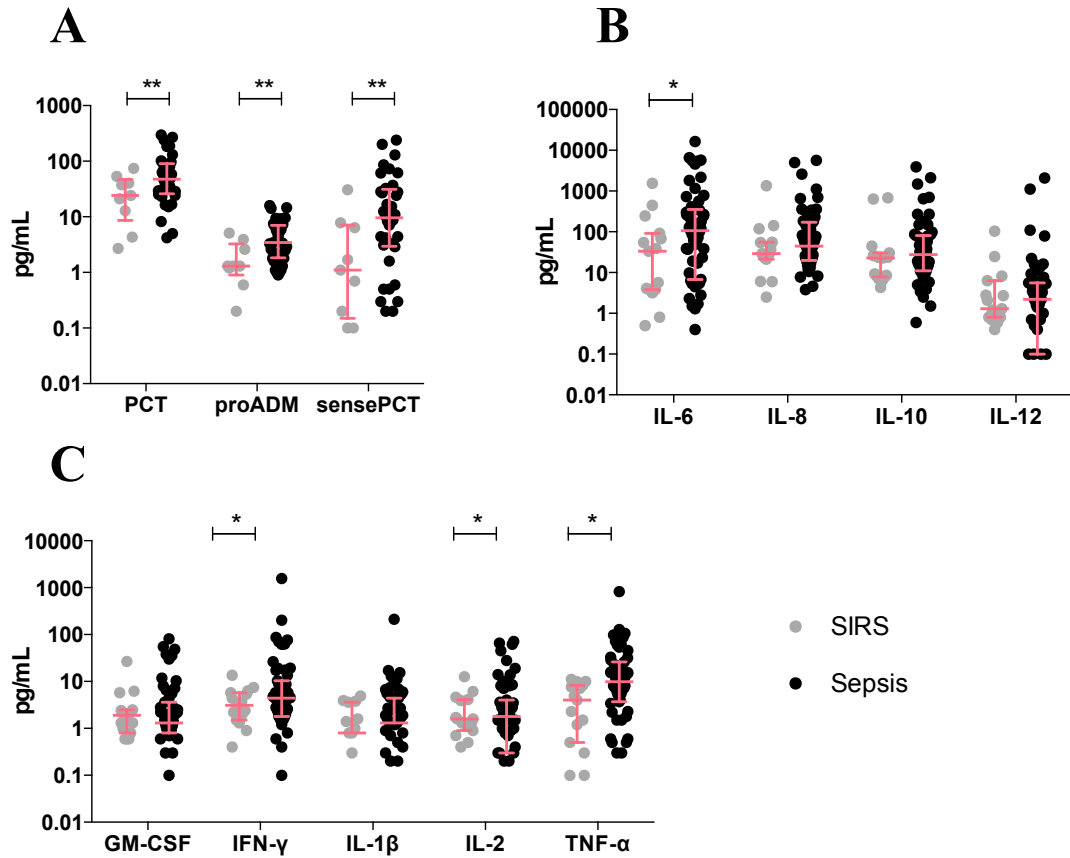 A
** ** **
1000
100
10
1
0.1
0.01
pg/mL
PCT proADM sensePCT
B
*
100000
10000
1000
100
10
1
0.1
0.01
pg/mL
IL-6 IL-8 IL-10 IL-12
C
* * *
10000
1000
100
10
1
0.1
0.01
pg/mL
GM-CSF IFN-γ IL-1β IL-2 TNF-α
SIRS
Sepsis